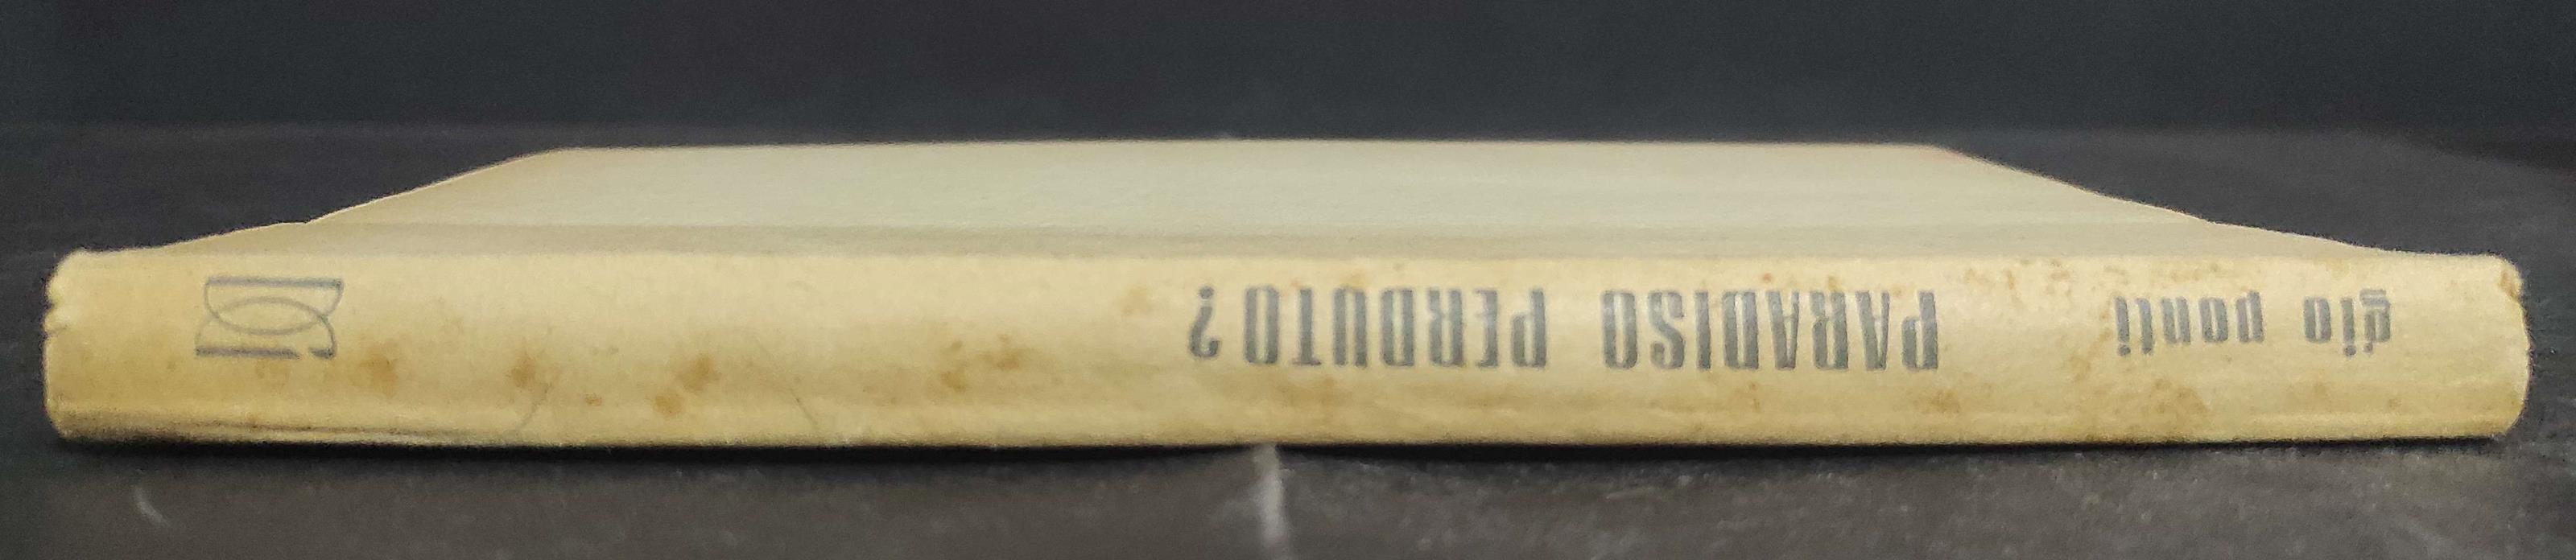 gio ponti PARADISO PERDUTO?